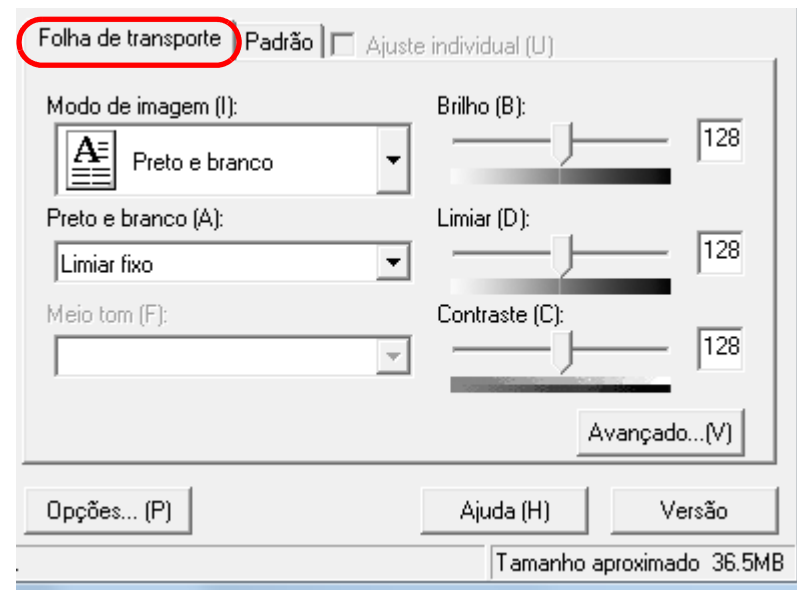 Folha de transporte Padrão Ajuste individual (U)
Modo de imagem (I):
Preto e branco
Preto e branco (A):
Limiar fixo
Meio tom (F):
Brilho (B):
128
Limiar (D):
128
Contraste (C):
128
Avançado...(V)
Opções... (P) Ajuda (H) Versão
. Tamanho aproximado 36.5MB